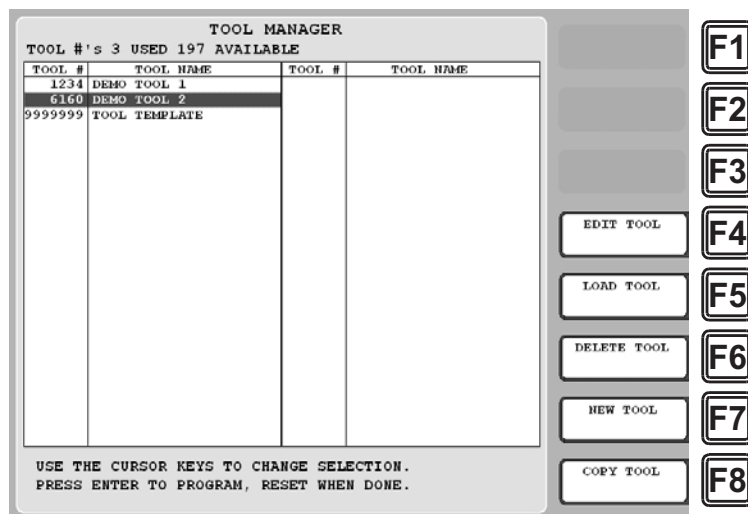 TOOL MANAGER
TOOL #'s 3 USED 197 AVAILABLE
TOOL # TOOL NAME TOOL # TOOL NAME
1234 DEMO TOOL 1
6160 DEMO TOOL 2
9999999 TOOL TEMPLATE
USE THE CURSOR KEYS TO CHANGE SELECTION.
PRESS ENTER TO PROGRAM, RESET WHEN DONE.
F1
F2
F3
EDIT TOOL F4
LOAD TOOL F5
DELETE TOOL F6
NEW TOOL F7
COPY TOOL F8